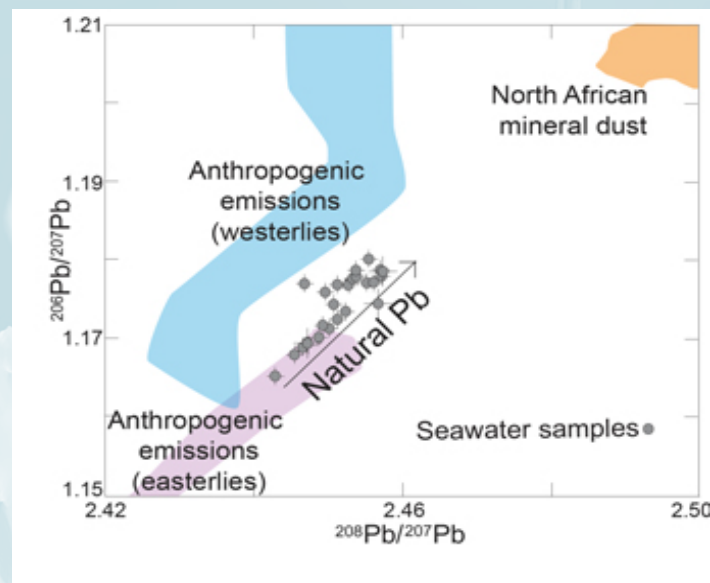 1.21
North African
mineral dust
Anthropogenic
emissions
(westerlies)
1.19
²⁰⁶Pb/²⁰⁷Pb
1.17
Natural Pb
Anthropogenic
emissions
(easterlies)
Seawater samples
1.15
2.42
2.46
2.50
²⁰⁸Pb/²⁰⁷Pb